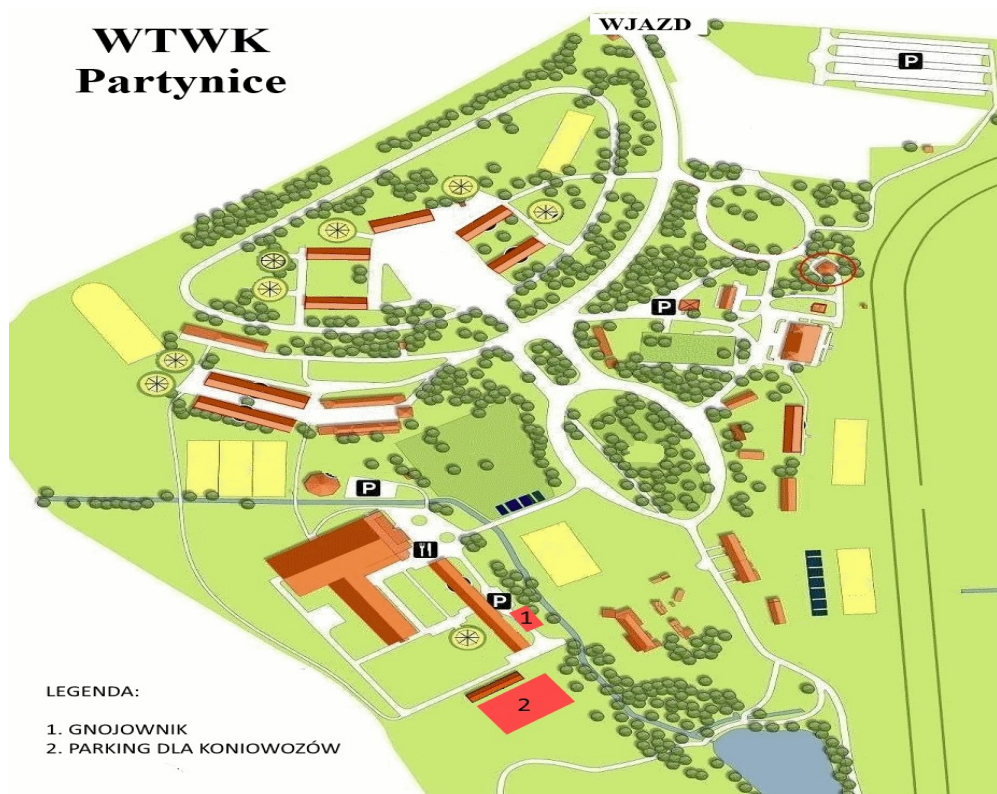 WTWK
Partynice
WJAZD
P
P
P
P
1
2
LEGENDA:
1. GNOJOWNIK
2. PARKING DLA KONIOWOZÓW